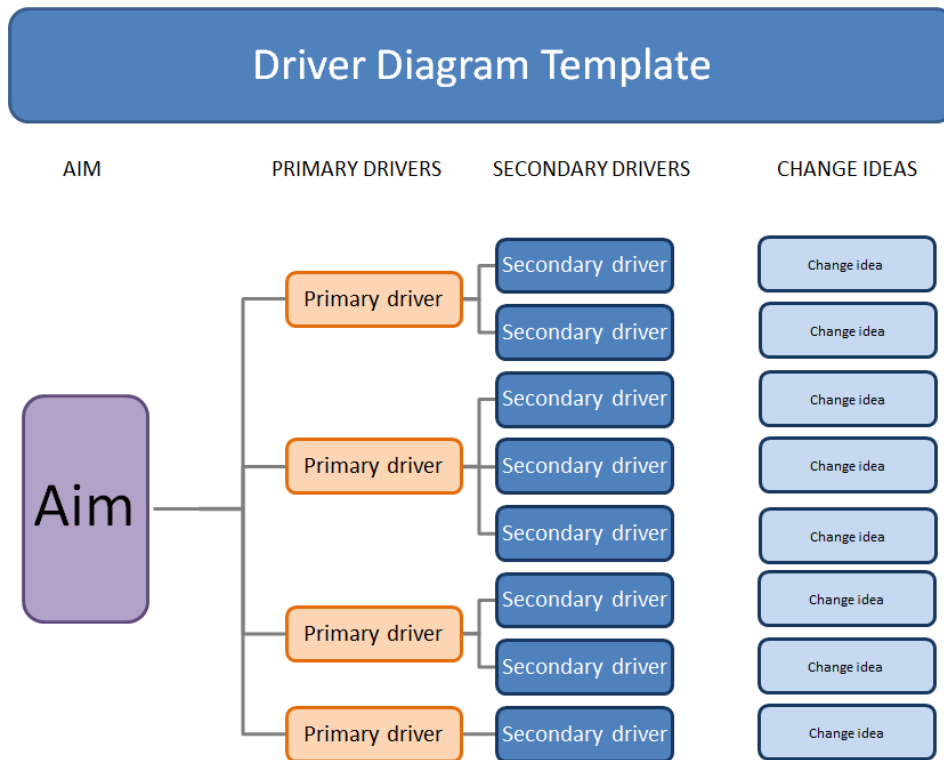 Driver Diagram Template
AIM PRIMARY DRIVERS SECONDARY DRIVERS CHANGE IDEAS
Secondary driver Change idea
Primary driver
Secondary driver Change idea
Secondary driver Change idea
Primary driver Secondary driver Change idea
Aim
Secondary driver Change idea
Secondary driver Change idea
Primary driver
Secondary driver Change idea
Primary driver Secondary driver Change idea